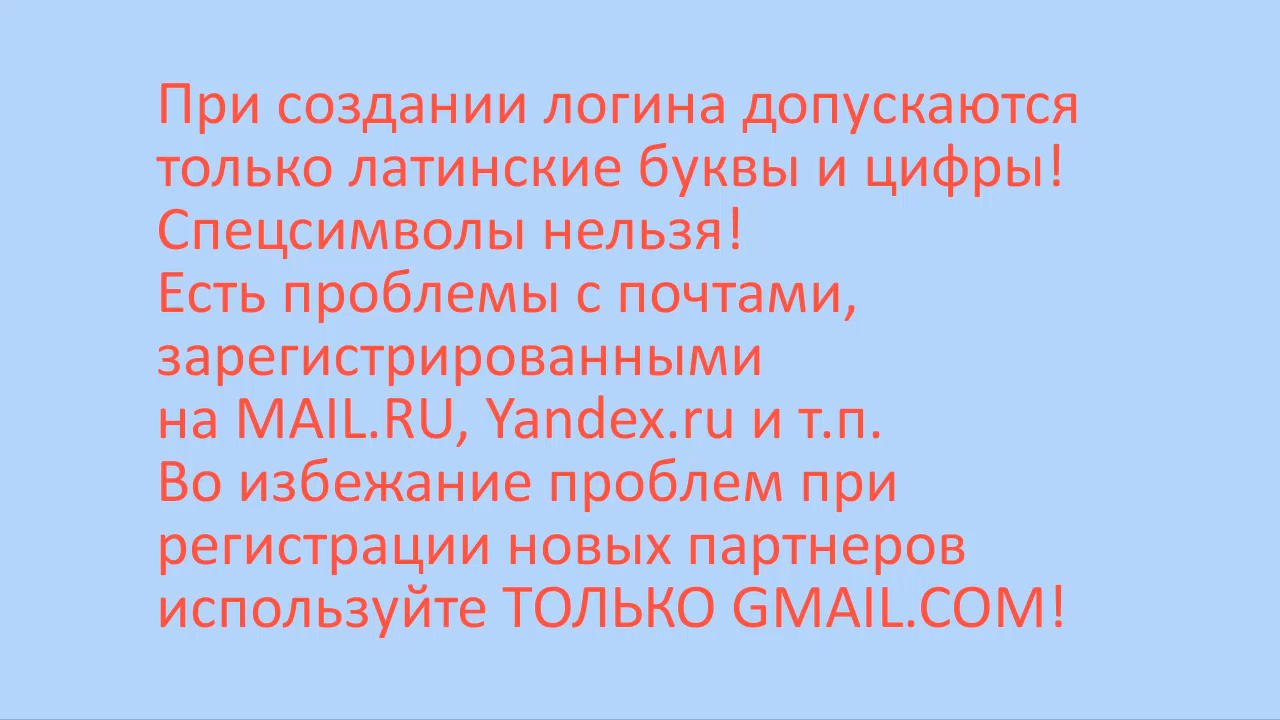 При создании логина допускаются
только латинские буквы и цифры!
Спецсимволы нельзя!
Есть проблемы с почтами,
зарегистрированными
на MAIL.RU, Yandex.ru и т.п.
Во избежание проблем при
регистрации новых партнеров
используйте ТОЛЬКО GMAIL.COM!